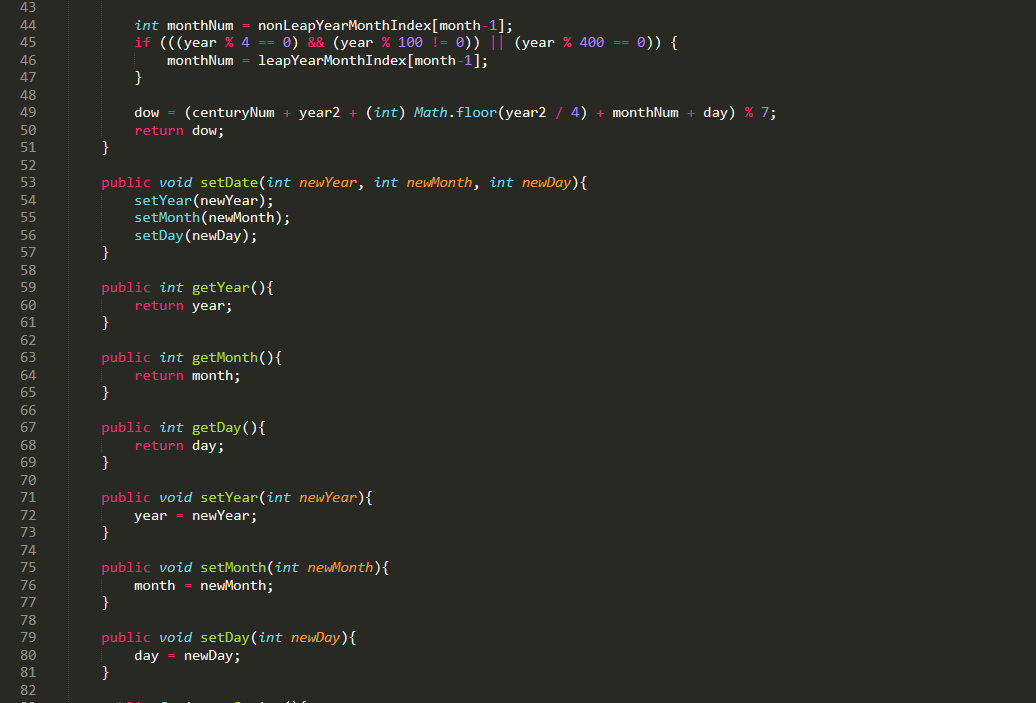 43
44 int monthNum = nonLeapYearMonthIndex[month-1];
45 if (((year % 4 == 0) && (year % 100 != 0)) || (year % 400 == 0)) {
46 monthNum = leapYearMonthIndex[month-1];
47 }
48
49 dow = (centuryNum + year2 + (int) Math.floor(year2 / 4) + monthNum + day) % 7;
50 return dow;
51 }
52
53 public void setDate(int newYear, int newMonth, int newDay){
54 setYear(newYear);
55 setMonth(newMonth);
56 setDay(newDay);
57 }
58
59 public int getYear(){
60 return year;
61 }
62
63 public int getMonth(){
64 return month;
65 }
66
67 public int getDay(){
68 return day;
69 }
70
71 public void setYear(int newYear){
72 year = newYear;
73 }
74
75 public void setMonth(int newMonth){
76 month = newMonth;
77 }
78
79 public void setDay(int newDay){
80 day = newDay;
81 }
82